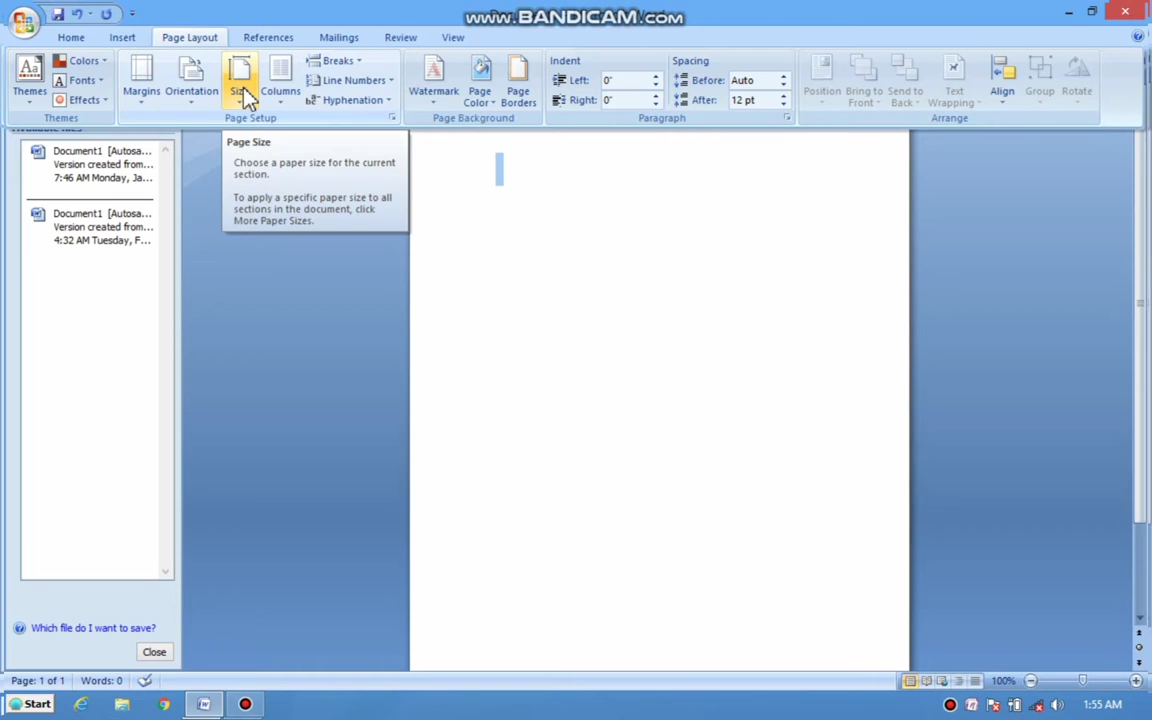 www.BANDICAM.com
Home Insert Page Layout References Mailings Review View
Themes
Colors
Fonts
Effects
Themes
Margins
Orientation
Size
Columns
Breaks
Line Numbers
Hyphenation
Page Setup
Watermark
Page Color
Page Borders
Page Background
Indent
Left: 0"
Right: 0"
Spacing
Before: Auto
After: 12 pt
Paragraph
Position
Bring to Front
Send to Back
Text Wrapping
Align
Group
Rotate
Arrange
Document1 [Autosa...
Version created from...
7:46 AM Monday, Ja...
Document1 [Autosa...
Version created from...
4:32 AM Tuesday, F...
Which file do I want to save?
Close
Page Size
Choose a paper size for the current
section.
To apply a specific paper size to all
sections in the document, click
More Paper Sizes.
Page: 1 of 1 Words: 0 100%
Start 1:55 AM